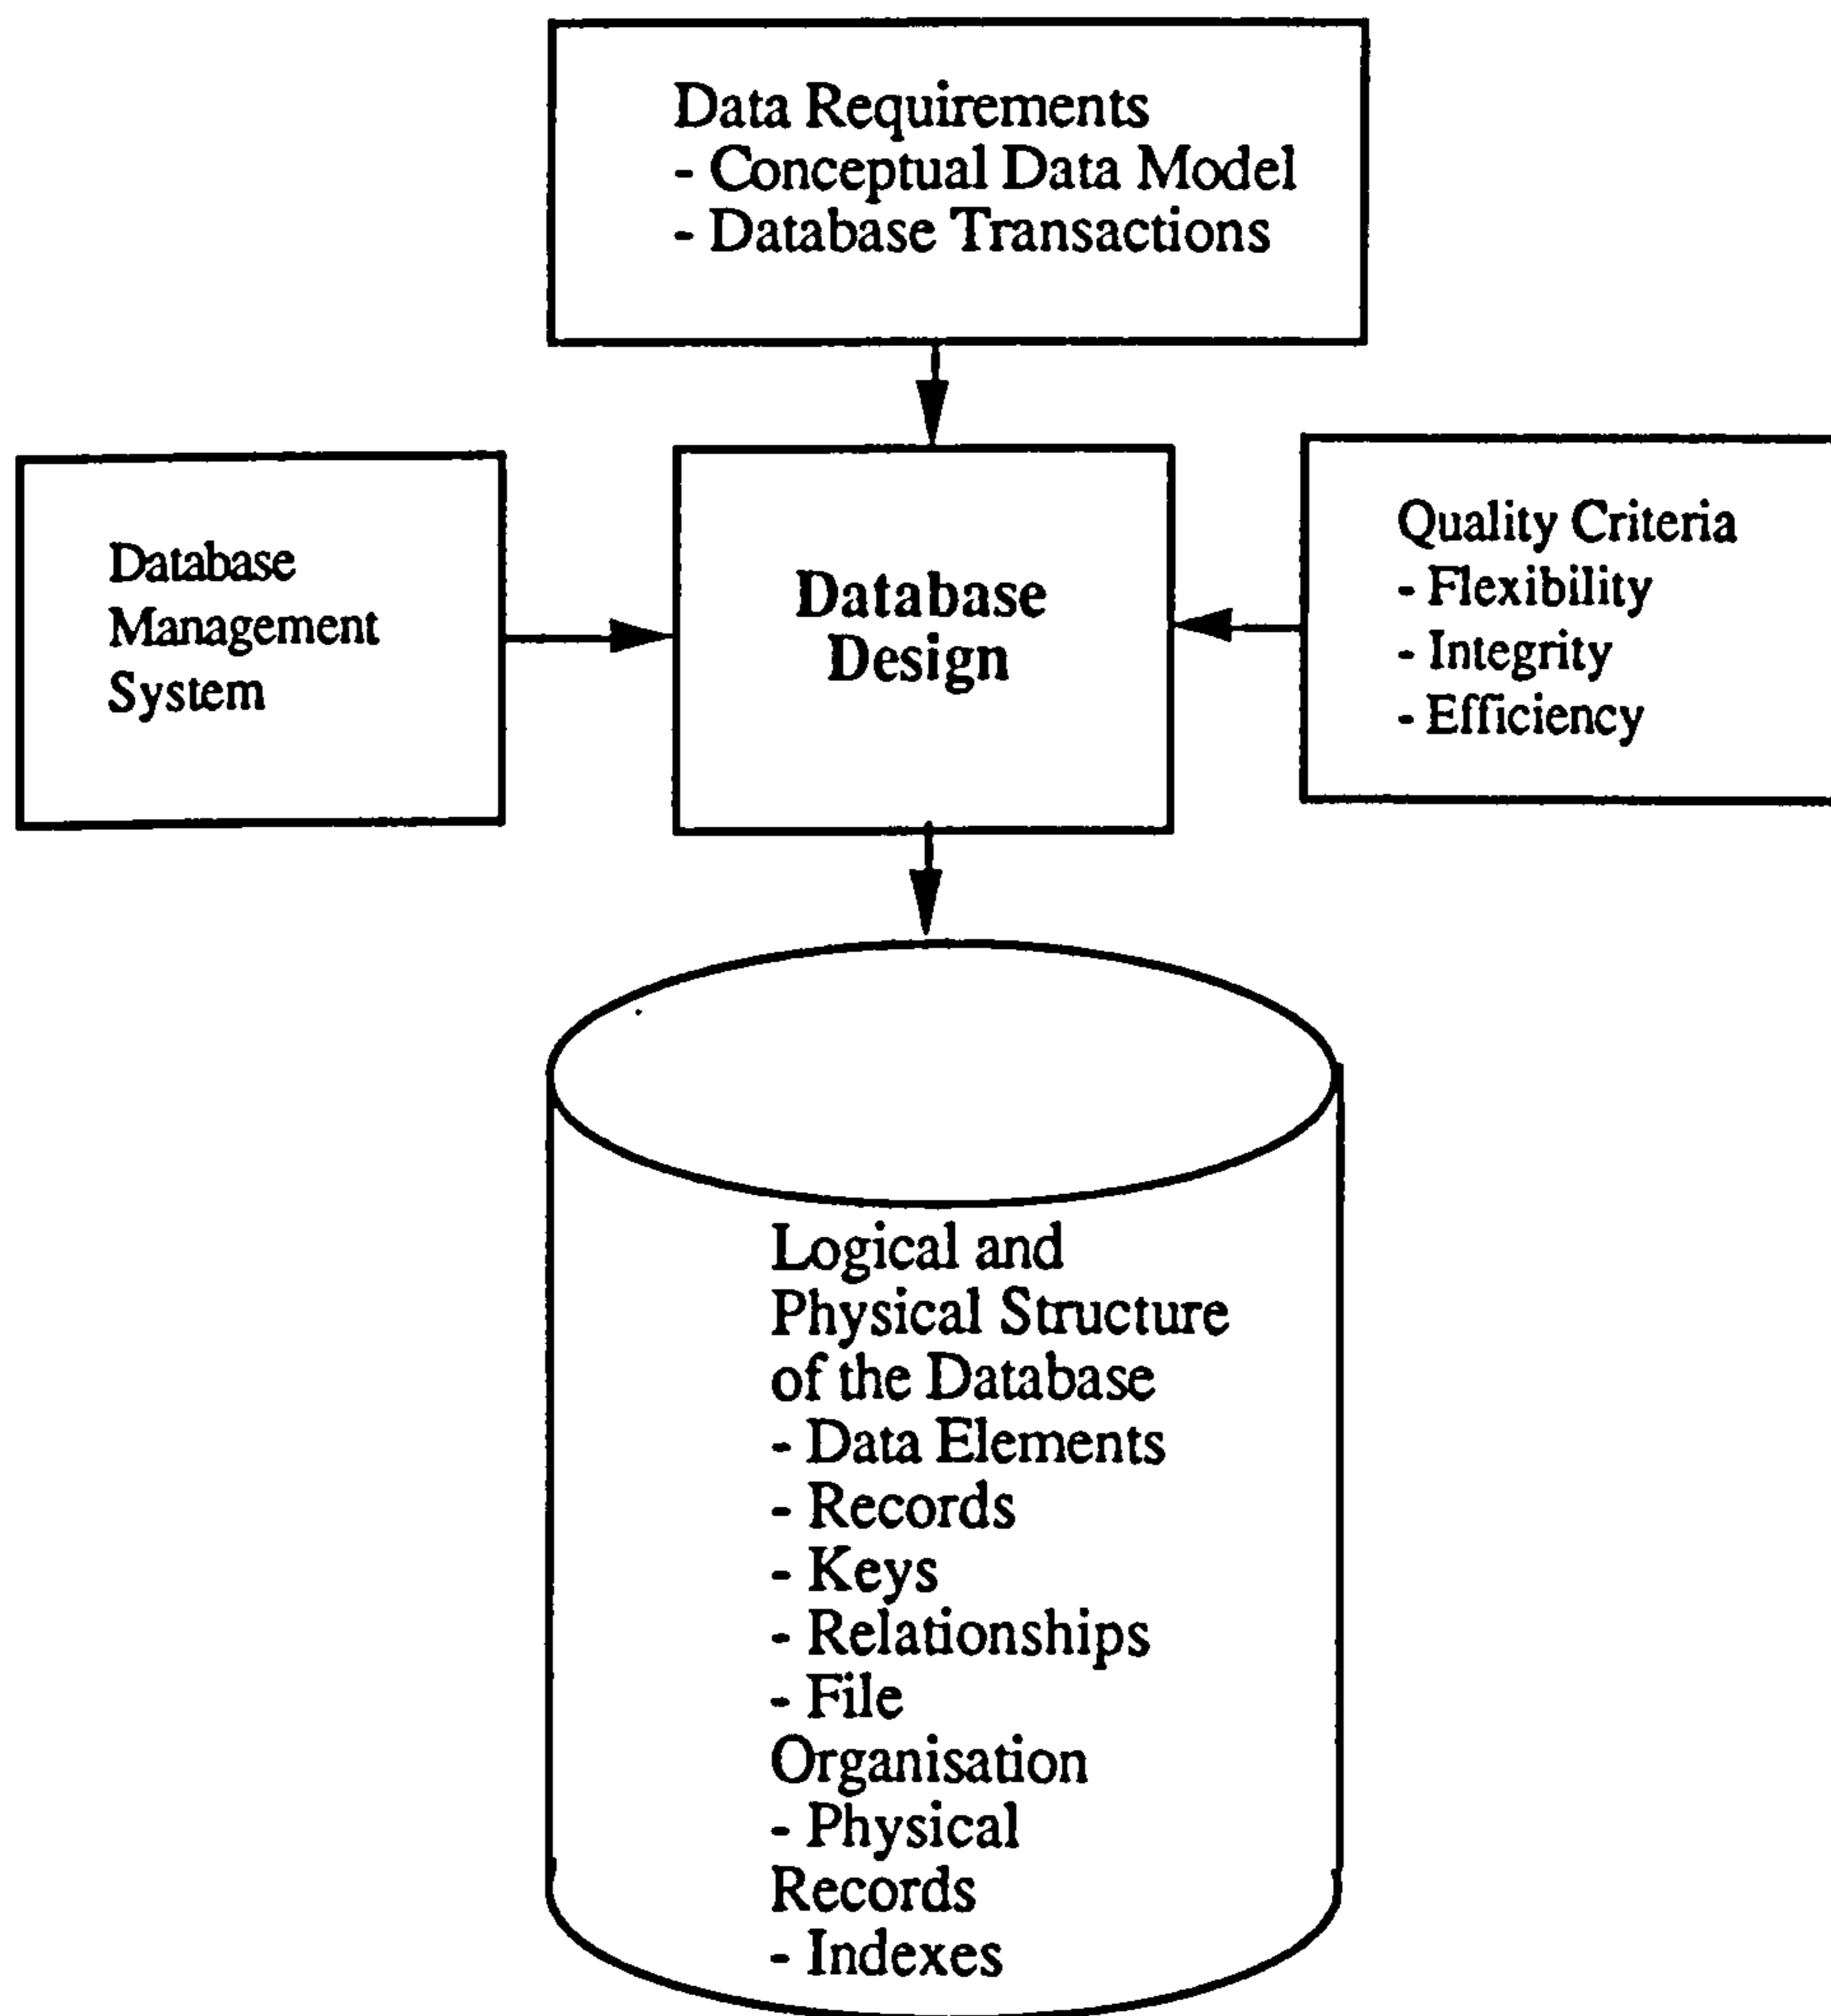 Data Requirements
- Conceptual Data Model
- Database Transactions
Database
Management
System
Database
Design
Quality Criteria
- Flexibility
- Integrity
- Efficiency
Logical and
Physical Structure
of the Database
- Data Elements
- Records
- Keys
- Relationships
- File
Organisation
- Physical
Records
- Indexes